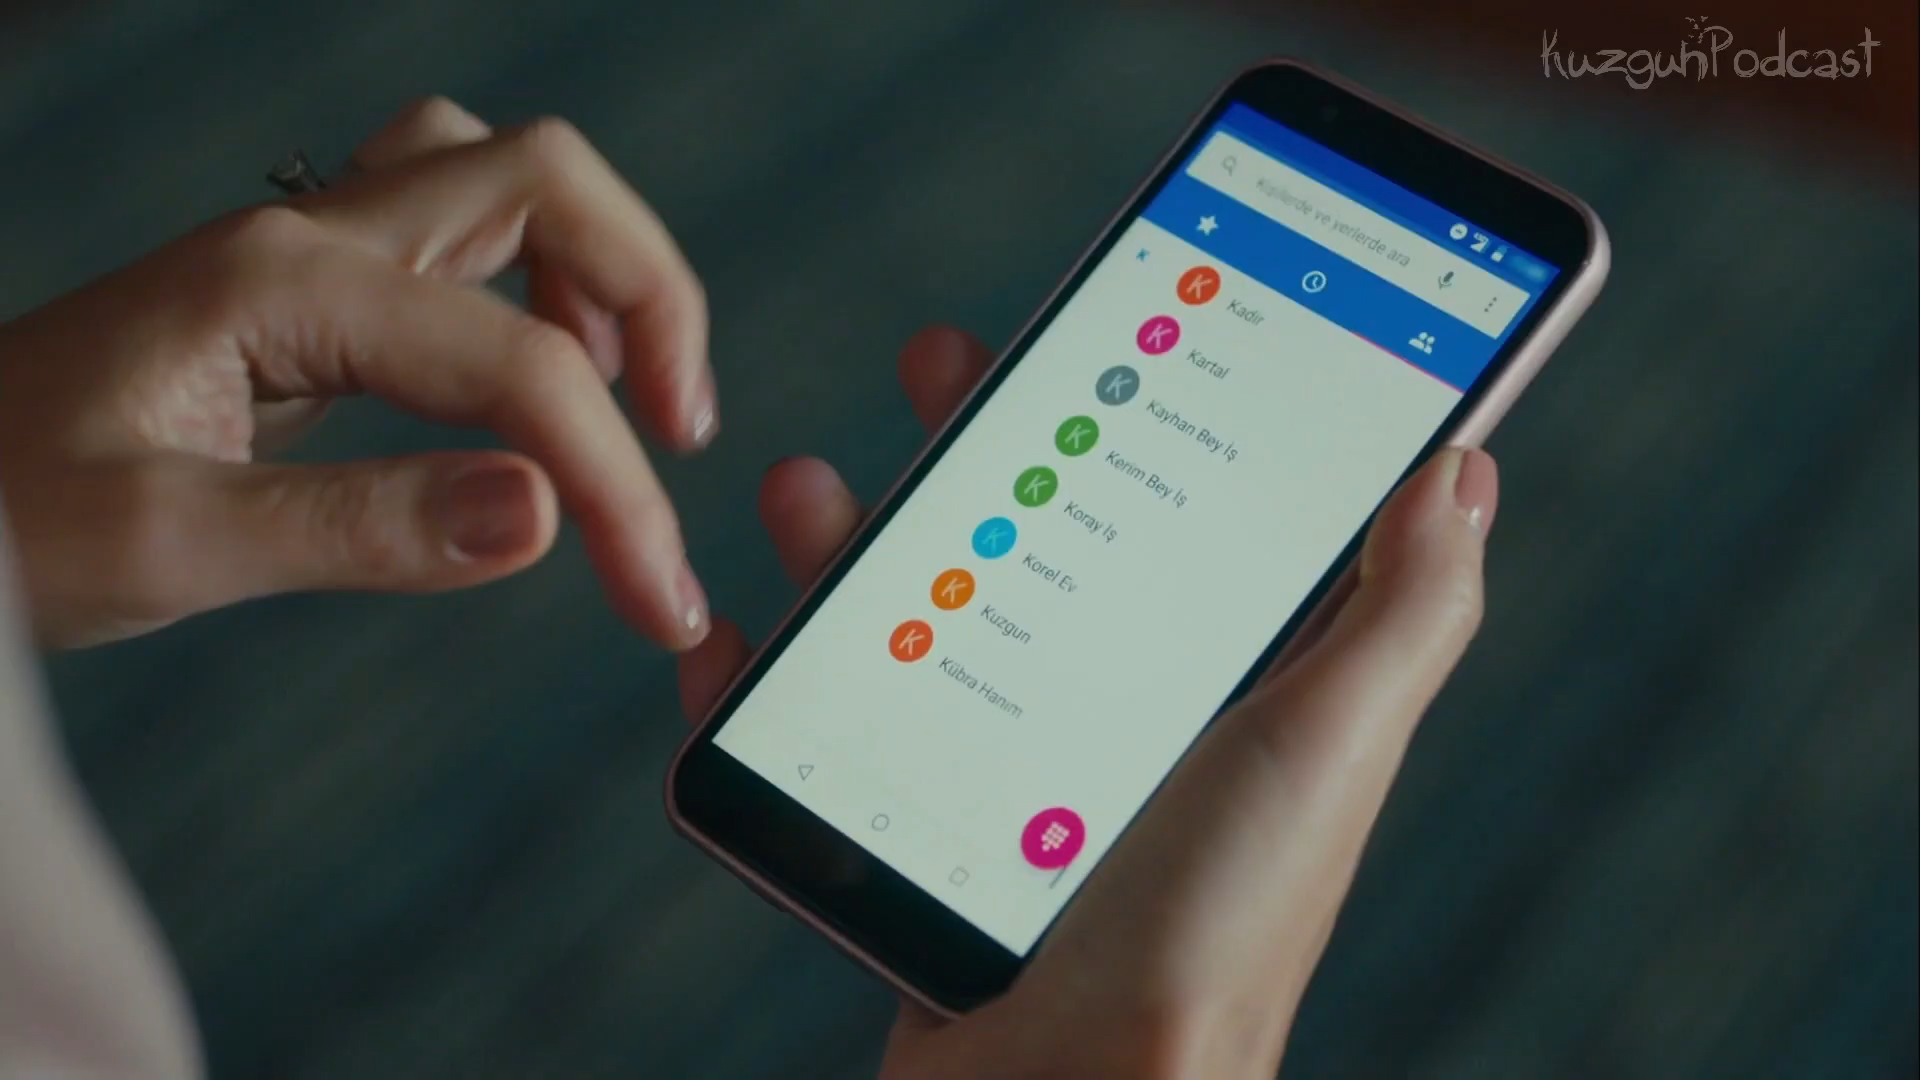 KuzgunPodcast
Kişilerde ve yerlerde ara
K
K Kadir
K Kartal
K Kayhan Bey İş
K Kerim Bey İş
K Koray İş
K Korel Ev
K Kuzgun
K Kübra Hanım